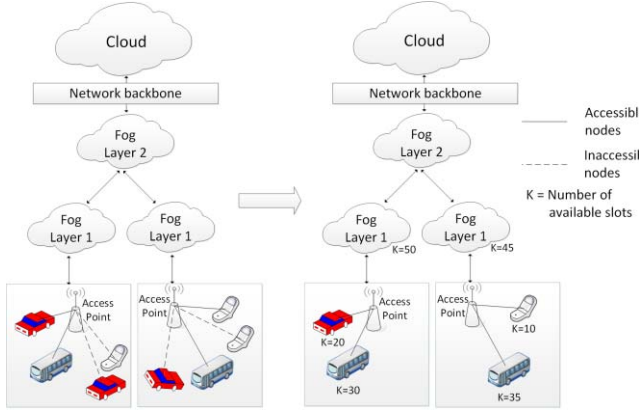 Cloud
Network backbone
Fog
Layer 2
Fog
Layer 1
Fog
Layer 1
Access
Point
Access
Point
Cloud
Network backbone
Fog
Layer 2
Fog
Layer 1
K=50
Fog
Layer 1
K=45
Access
Point
K=20
K=30
Access
Point
K=10
K=35
Accessibl
nodes
Inaccessib
nodes
K = Number of
available slots